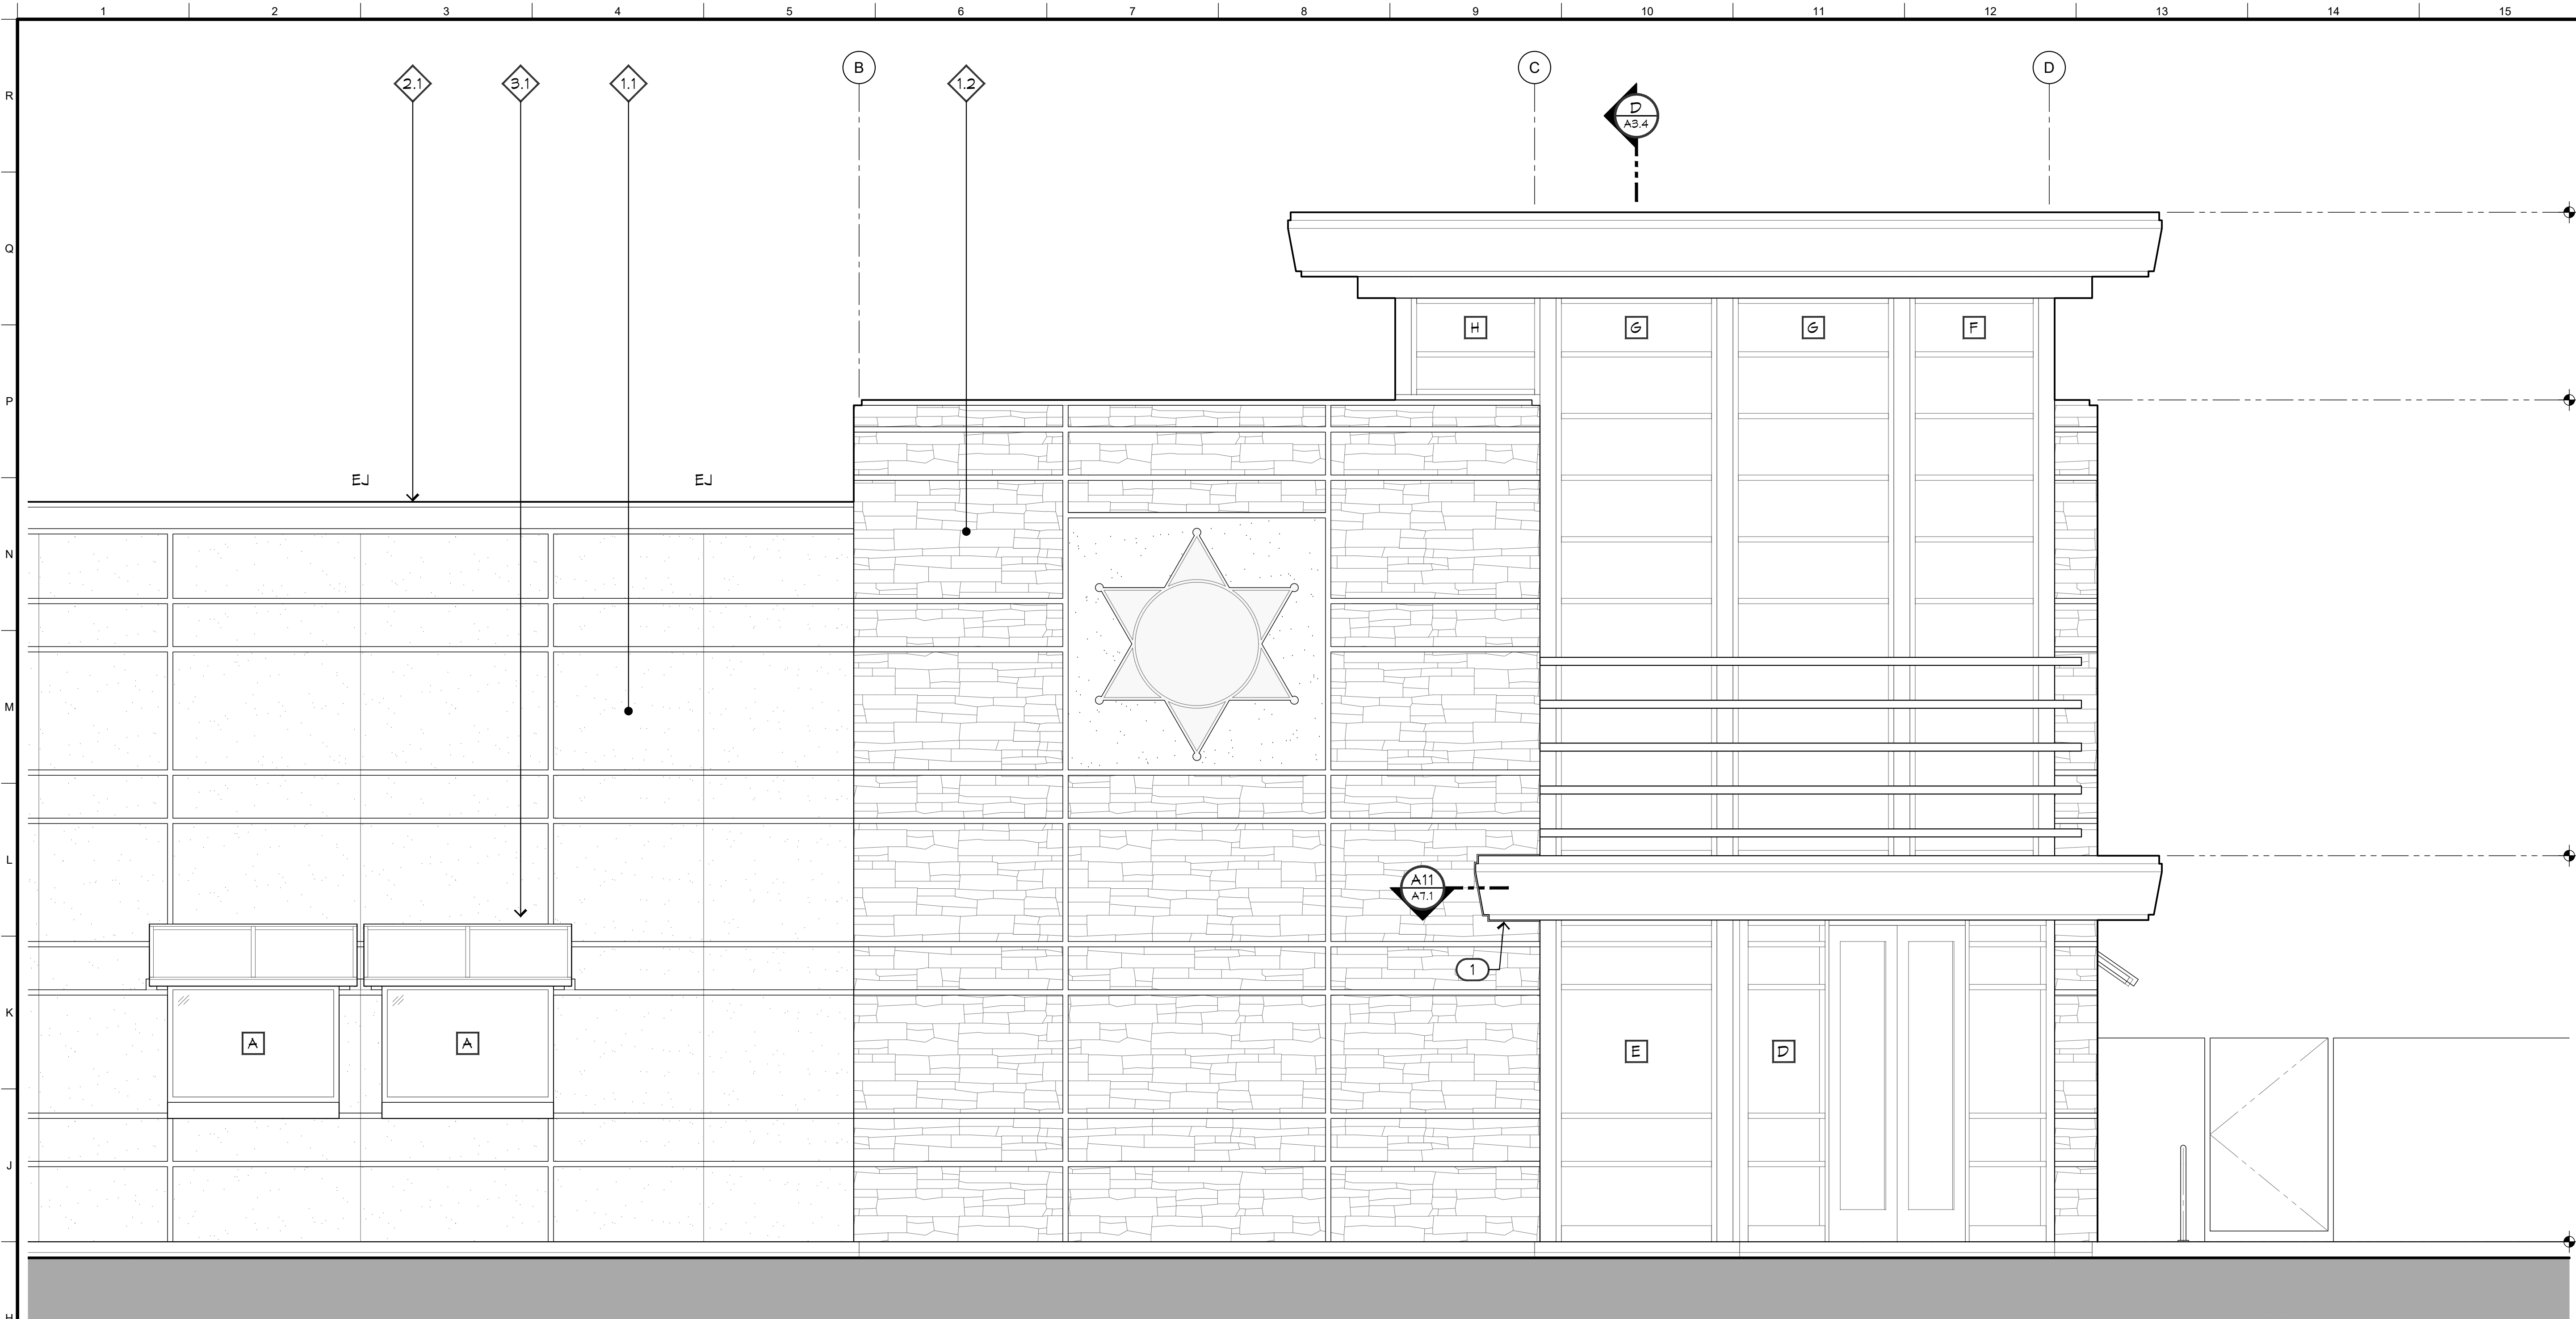 1 2 3 4 5 6 7 8 9 10 11 12 13 14 15
R
2.1 3.1 1.1 B 1.2 C D
D
A3.4
Q
H G G F
P
EJ EJ
N
M
L
A11
A7.1
1
K
A A E D
J
H